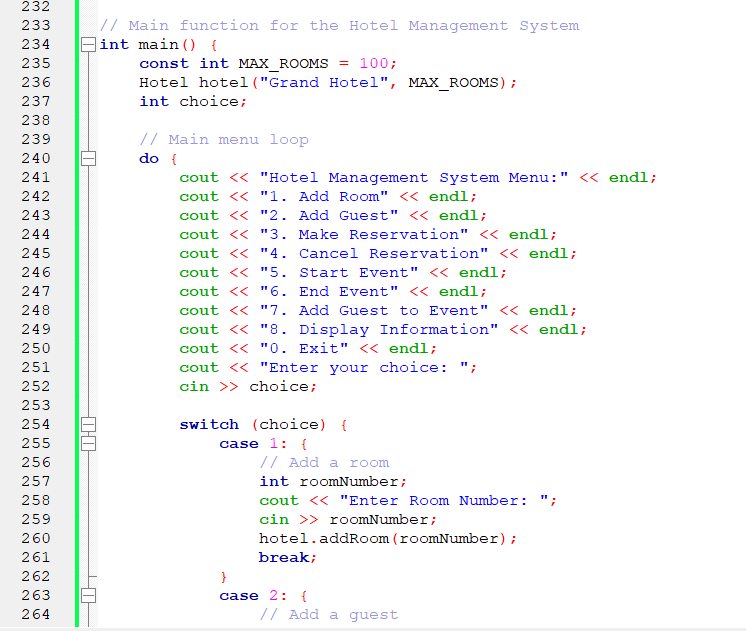 232
233 // Main function for the Hotel Management System
234 int main() {
235     const int MAX_ROOMS = 100;
236     Hotel hotel("Grand Hotel", MAX_ROOMS);
237     int choice;
238
239     // Main menu loop
240     do {
241         cout << "Hotel Management System Menu:" << endl;
242         cout << "1. Add Room" << endl;
243         cout << "2. Add Guest" << endl;
244         cout << "3. Make Reservation" << endl;
245         cout << "4. Cancel Reservation" << endl;
246         cout << "5. Start Event" << endl;
247         cout << "6. End Event" << endl;
248         cout << "7. Add Guest to Event" << endl;
249         cout << "8. Display Information" << endl;
250         cout << "0. Exit" << endl;
251         cout << "Enter your choice: ";
252         cin >> choice;
253
254         switch (choice) {
255             case 1: {
256                 // Add a room
257                 int roomNumber;
258                 cout << "Enter Room Number: ";
259                 cin >> roomNumber;
260                 hotel.addRoom(roomNumber);
261                 break;
262             }
263             case 2: {
264                 // Add a guest